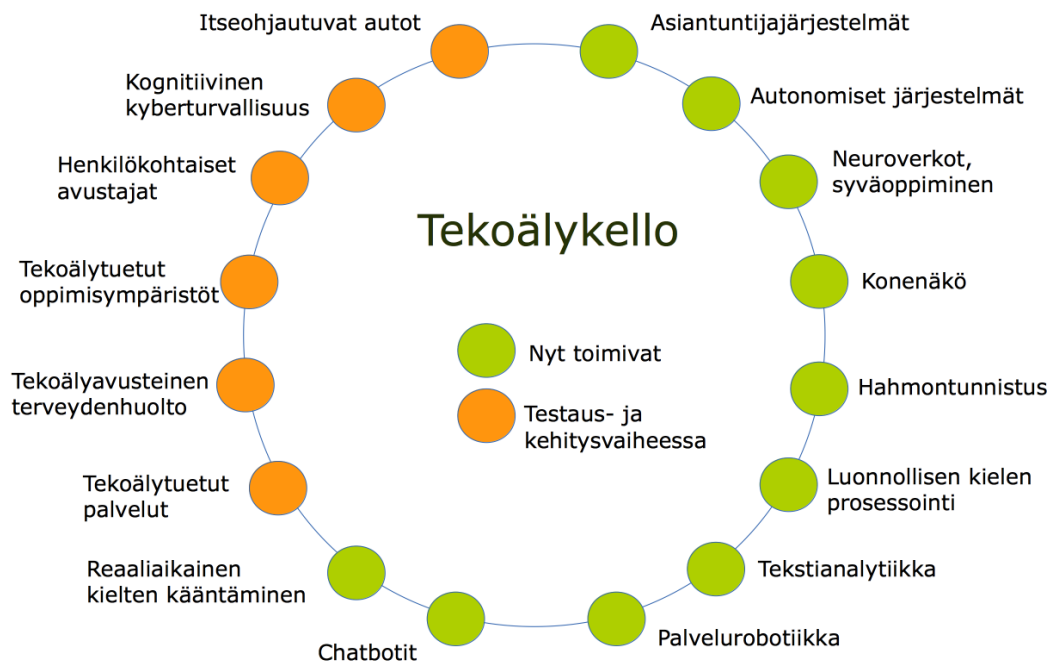 Tekoälykello
Nyt toimivat
Testaus- ja
kehitysvaiheessa
Asiantuntijajärjestelmät
Autonomiset järjestelmät
Neuroverkot,
syväoppiminen
Konenäkö
Hahmontunnistus
Luonnollisen kielen
prosessointi
Tekstianalytiikka
Palvelurobotiikka
Chatbotit
Reaaliaikainen
kielten kääntäminen
Tekoälytuetut
palvelut
Tekoälyavusteinen
terveydenhuolto
Tekoälytuetut
oppimisympäristöt
Henkilökohtaiset
avustajat
Kognitiivinen
kyberturvallisuus
Itseohjautuvat autot